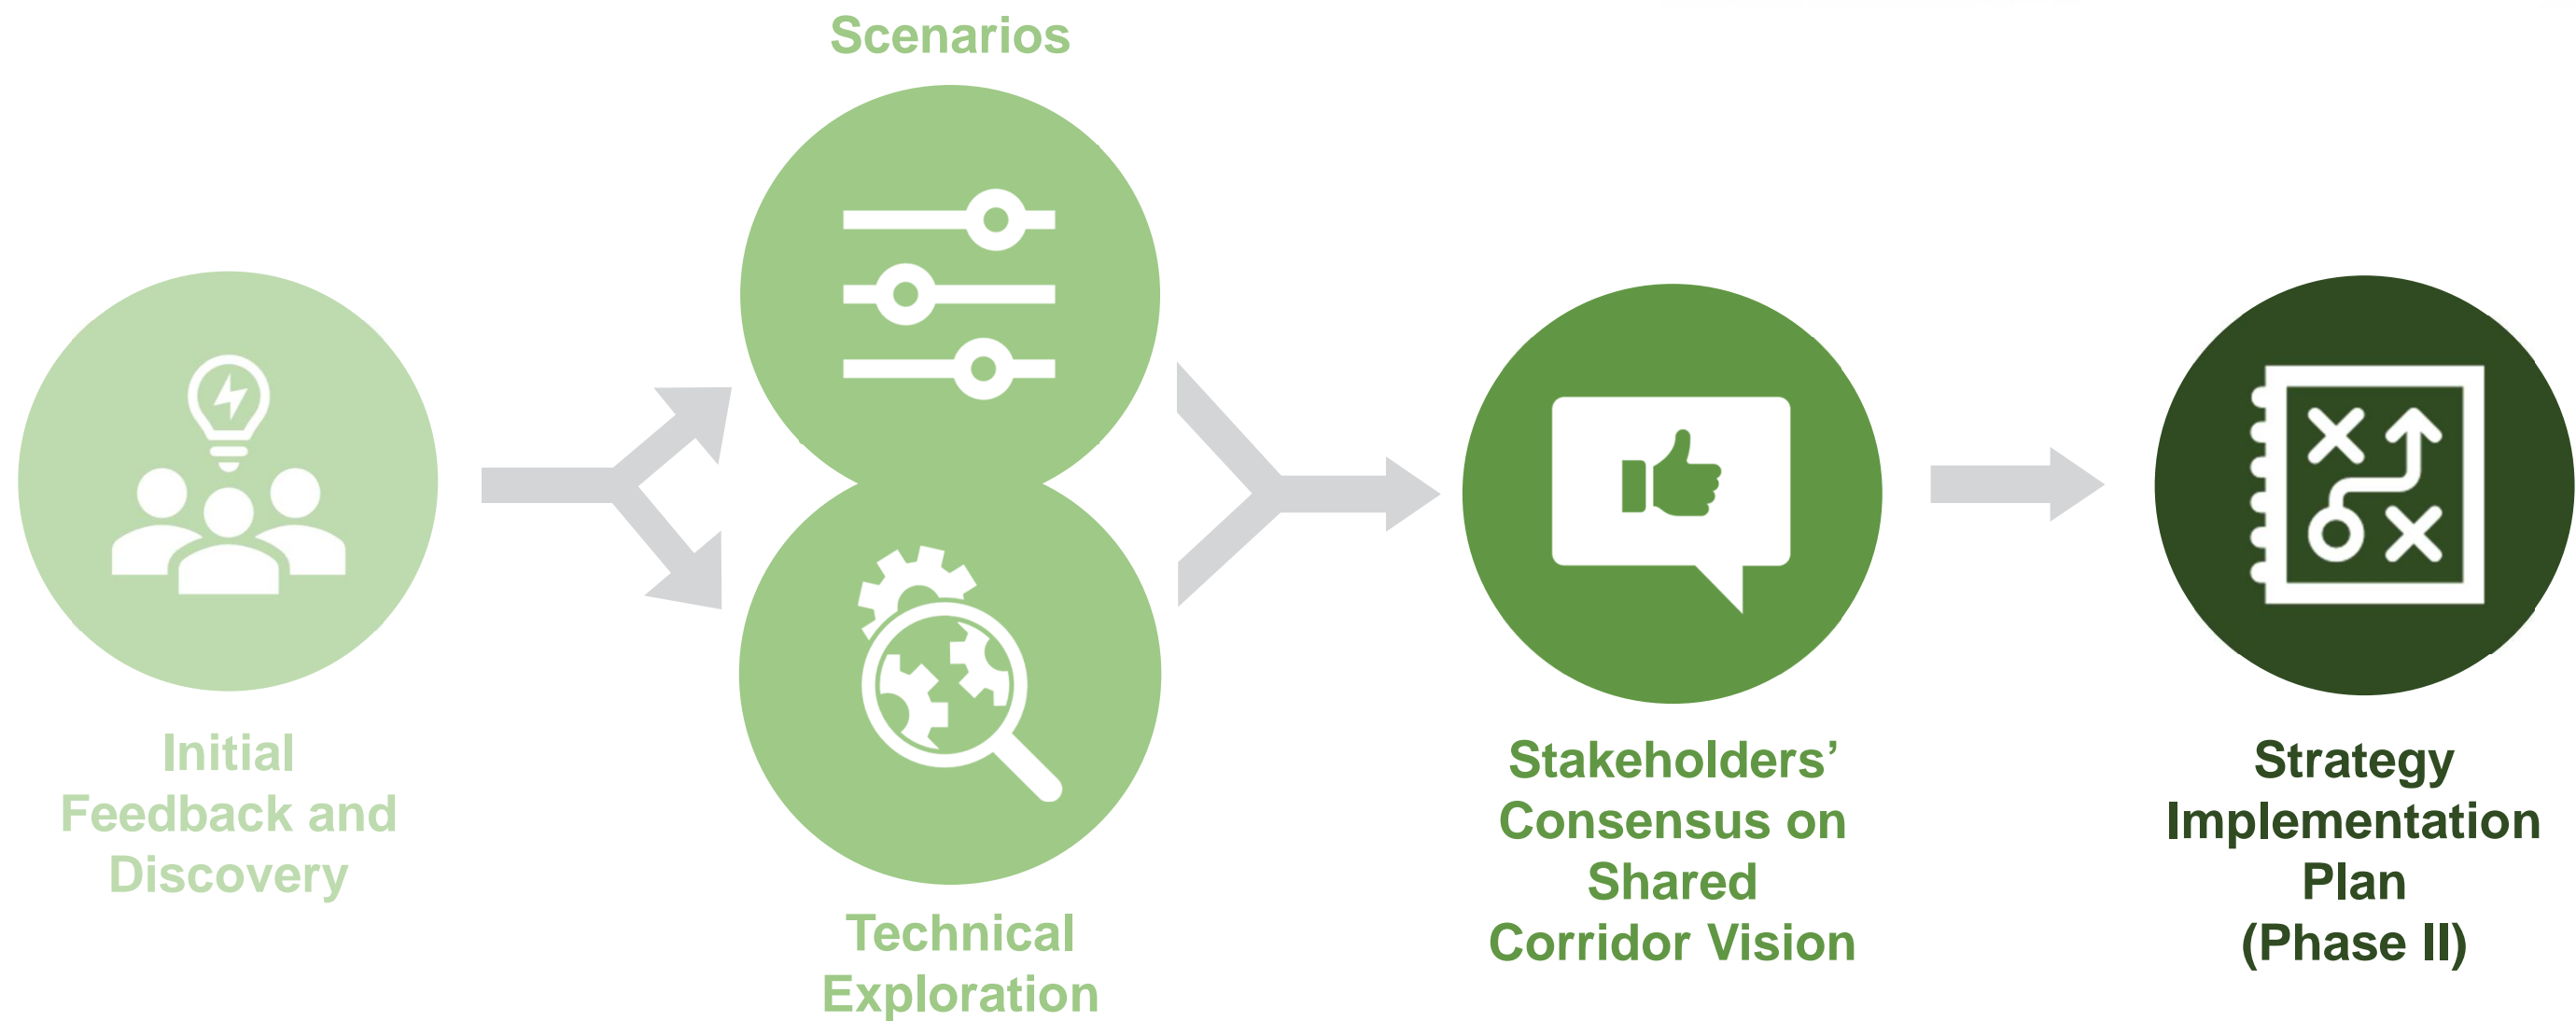 Scenarios
Initial
Feedback and
Discovery
Technical
Exploration
Stakeholders’
Consensus on
Shared
Corridor Vision
Strategy
Implementation
Plan
(Phase II)